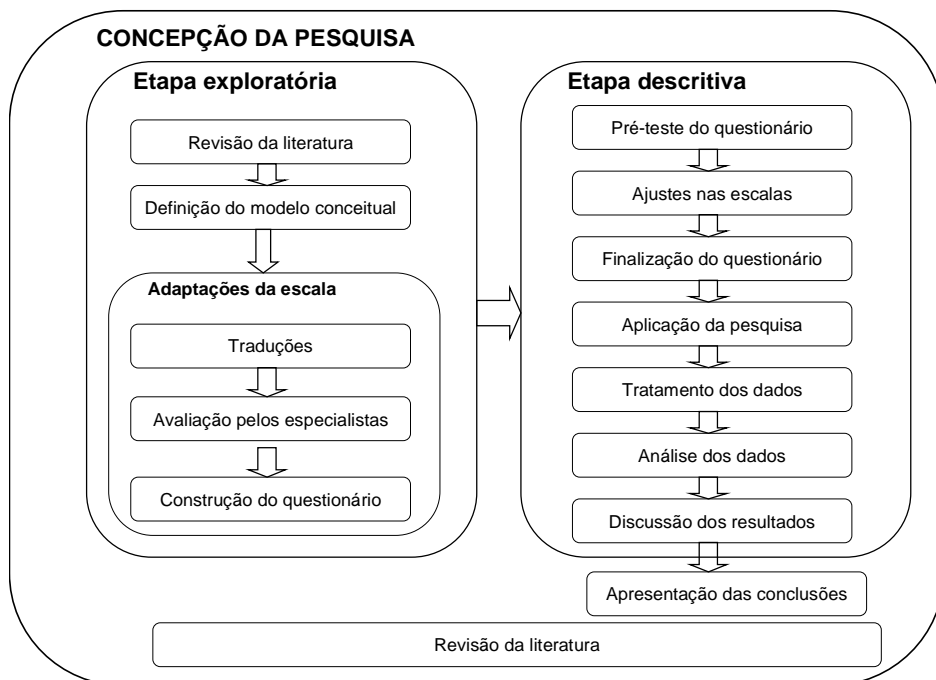 CONCEPÇÃO DA PESQUISA
Etapa exploratória
Revisão da literatura
Definição do modelo conceitual
Adaptações da escala
Traduções
Avaliação pelos especialistas
Construção do questionário
Etapa descritiva
Pré-teste do questionário
Ajustes nas escalas
Finalização do questionário
Aplicação da pesquisa
Tratamento dos dados
Análise dos dados
Discussão dos resultados
Apresentação das conclusões
Revisão da literatura